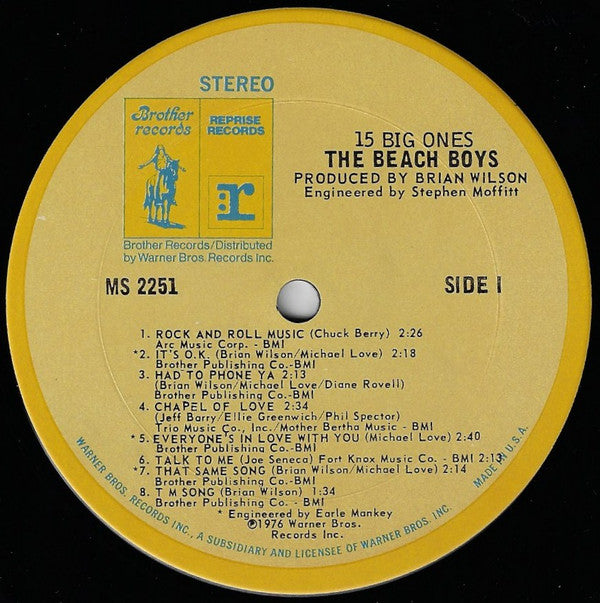 STEREO
Brother records
REPRISE RECORDS
:r
Brother Records/Distributed
by Warner Bros. Records Inc.
15 BIG ONES
THE BEACH BOYS
PRODUCED BY BRIAN WILSON
Engineered by Stephen Moffitt
MS 2251
SIDE 1
1. ROCK AND ROLL MUSIC (Chuck Berry) 2:26
Arc Music Corp. - BMI
*2. IT'S O.K. (Brian Wilson/Michael Love) 2:18
Brother Publishing Co.-BMI
3. HAD TO PHONE YA 2:13
(Brian Wilson/Michael Love/Diane Rovell)
Brother Publishing Co.-BMI
4. CHAPEL OF LOVE 2:34
(Jeff Barry/Ellie Greenwich/Phil Spector)
Trio Music Co., Inc./Mother Bertha Music - BMI
*5. EVERYONE'S IN LOVE WITH YOU (Michael Love) 2:40
Brother Publishing Co.-BMI
6. TALK TO ME (Joe Seneca) Fort Knox Music Co. - BMI 2:13
*7. THAT SAME SONG (Brian Wilson/Michael Love) 2:14
Brother Publishing Co.-BMI
8. T M SONG (Brian Wilson) 1:34
Brother Publishing Co. - BMI
* Engineered by Earle Mankey
℗1976 Warner Bros.
Records Inc.
WARNER BROS. RECORDS INC., A SUBSIDIARY AND LICENSEE OF WARNER BROS. INC.
MADE IN U.S.A.